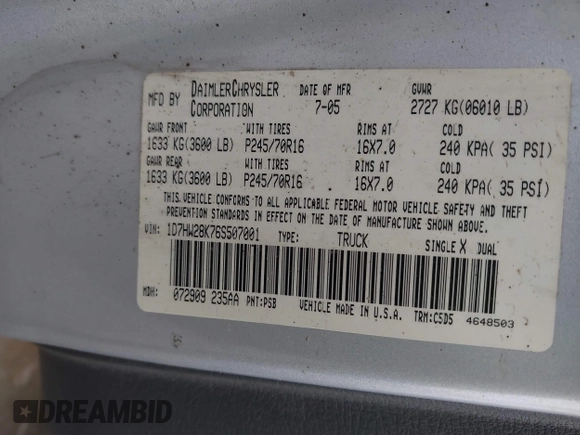 MFD BY DAIMLERCHRYSLER CORPORATION DATE OF MFR 7-05 GVWR 2727 KG(06010 LB)
GAWR FRONT WITH TIRES RIMS AT COLD
1633 KG(3600 LB) P245/70R16 16X7.0 240 KPA( 35 PSI)
GAWR REAR WITH TIRES RIMS AT COLD
1633 KG(3600 LB) P245/70R16 16X7.0 240 KPA( 35 PSI)
THIS VEHICLE CONFORMS TO ALL APPLICABLE FEDERAL MOTOR VEHICLE SAFETY AND THEFT
PREVENTION STANDARDS IN EFFECT ON THE DATE OF MANUFACTURE SHOWN ABOVE.
VIN: 1D7HW28K76S507001 TYPE: TRUCK SINGLE X DUAL
MDH: 072909 235AA PNT:PSB VEHICLE MADE IN U.S.A. TRM:C5D5 4648503
DREAMBID